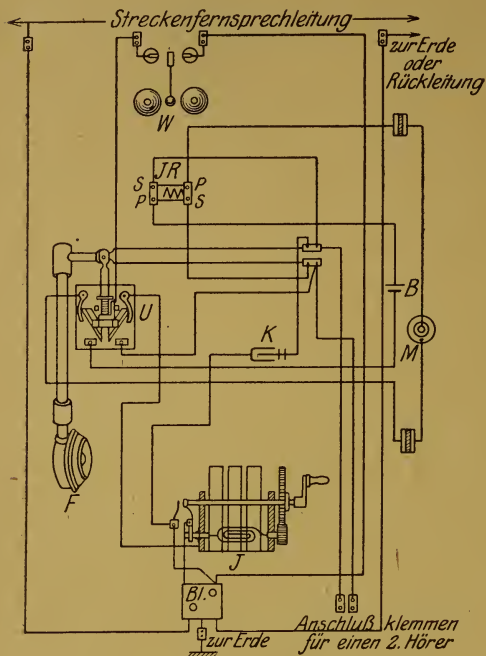 Streckenfernsprechleitung
zur Erde
oder
Rückleitung
W
JR
S P
P S
U
B
K
M
F
J
Bl.
Anschluß klemmen
für einen 2. Hörer
zur Erde